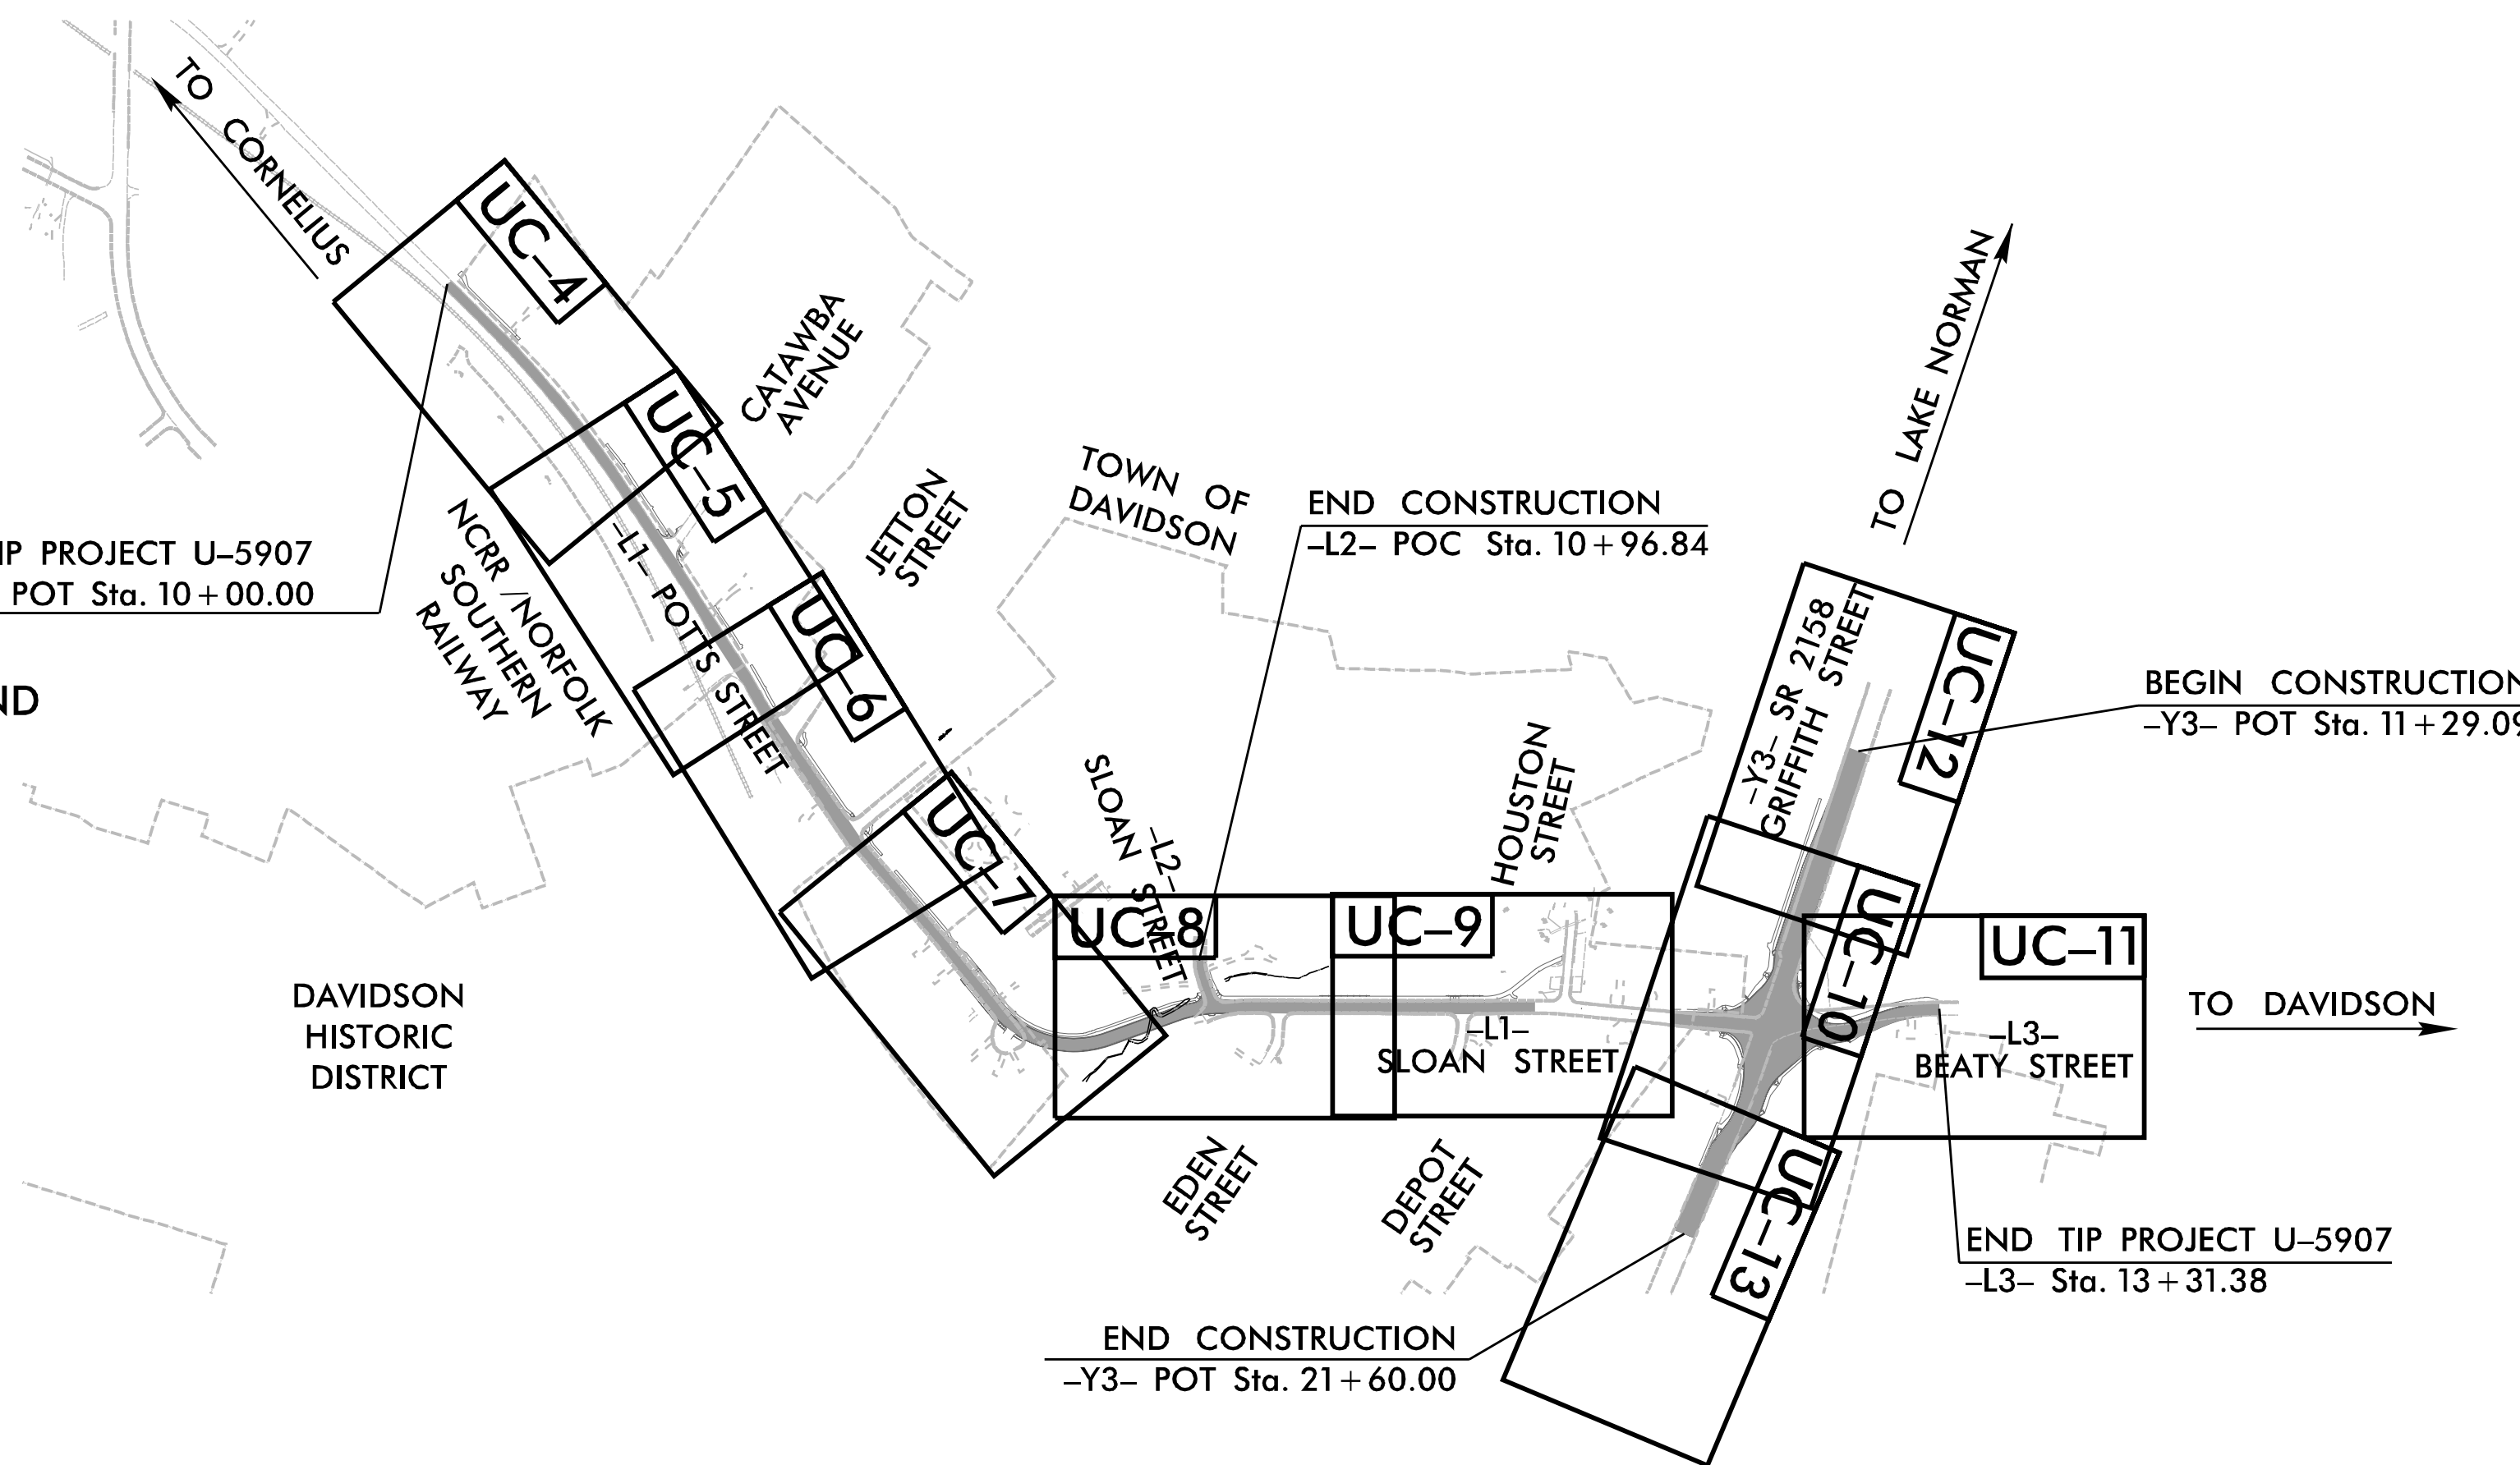 TO CORNELIUS
UC–4
CATAWBA
AVENUE
UC–5
JETTON
STREET
TOWN OF
DAVIDSON
END CONSTRUCTION
–L2– POC Sta. 10+96.84
TO LAKE NORMAN
IP PROJECT U–5907
POT Sta. 10+00.00
NCRR /NORFOLK
SOUTHERN
RAILWAY
–L1– POTTS STREET
UC–6
ND
–Y3– SR 2158
GRIFFITH STREET
UC–12
BEGIN CONSTRUCTION
–Y3– POT Sta. 11+29.09
UC–7
SLOAN STREET
–L2–
HOUSTON
STREET
UC–8
UC–9
UC–10
UC–11
DAVIDSON
HISTORIC
DISTRICT
–L1–
SLOAN STREET
–L3–
BEATY STREET
TO DAVIDSON
EDEN
STREET
DEPOT
STREET
UC–13
END TIP PROJECT U–5907
–L3– Sta. 13+31.38
END CONSTRUCTION
–Y3– POT Sta. 21+60.00